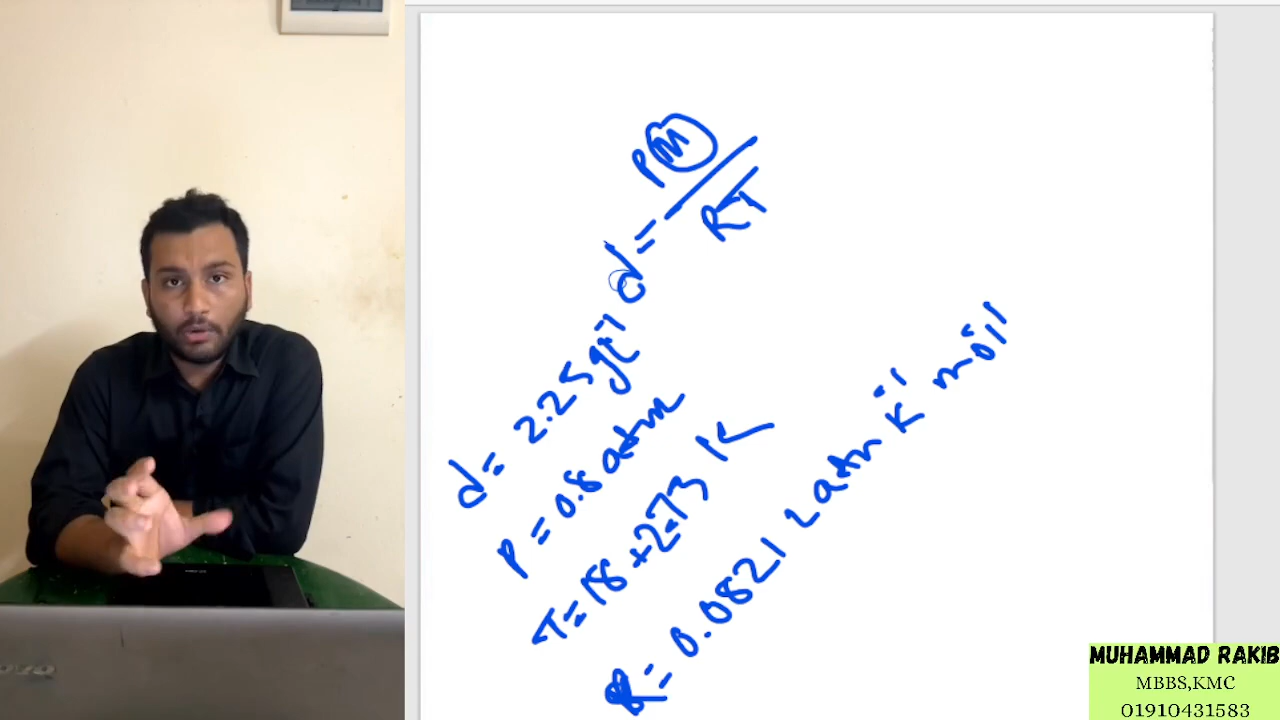 d = PM/RT
d = 2.25 gL⁻¹
P = 0.8 atm
T = 18 + 273 K
R = 0.0821 L atm K⁻¹ mol⁻¹
MUHAMMAD RAKIB
MBBS,KMC
01910431583